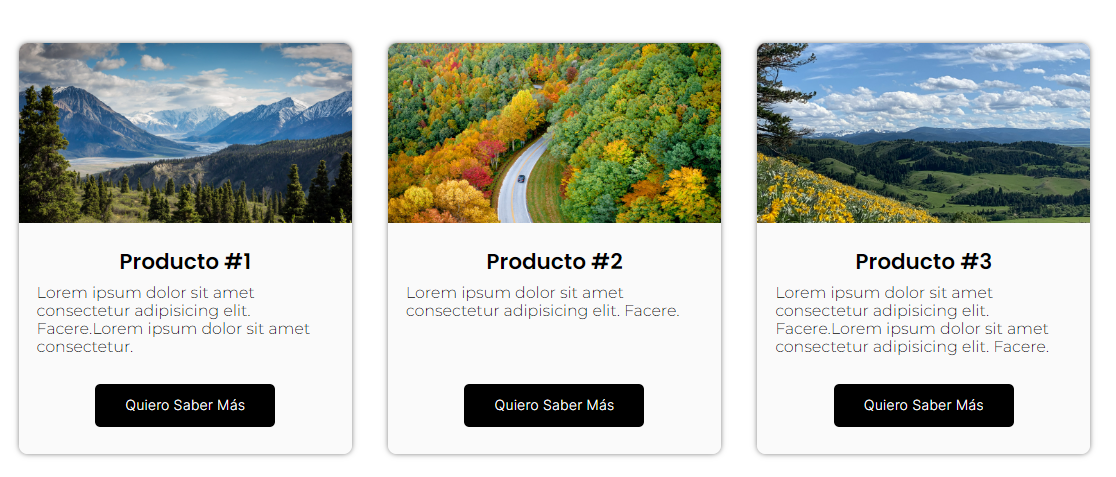 Producto #1
Lorem ipsum dolor sit amet
consectetur adipisicing elit.
Facere.Lorem ipsum dolor sit amet
consectetur.
Quiero Saber Más
Producto #2
Lorem ipsum dolor sit amet
consectetur adipisicing elit. Facere.
Quiero Saber Más
Producto #3
Lorem ipsum dolor sit amet
consectetur adipisicing elit.
Facere.Lorem ipsum dolor sit amet
consectetur adipisicing elit. Facere.
Quiero Saber Más